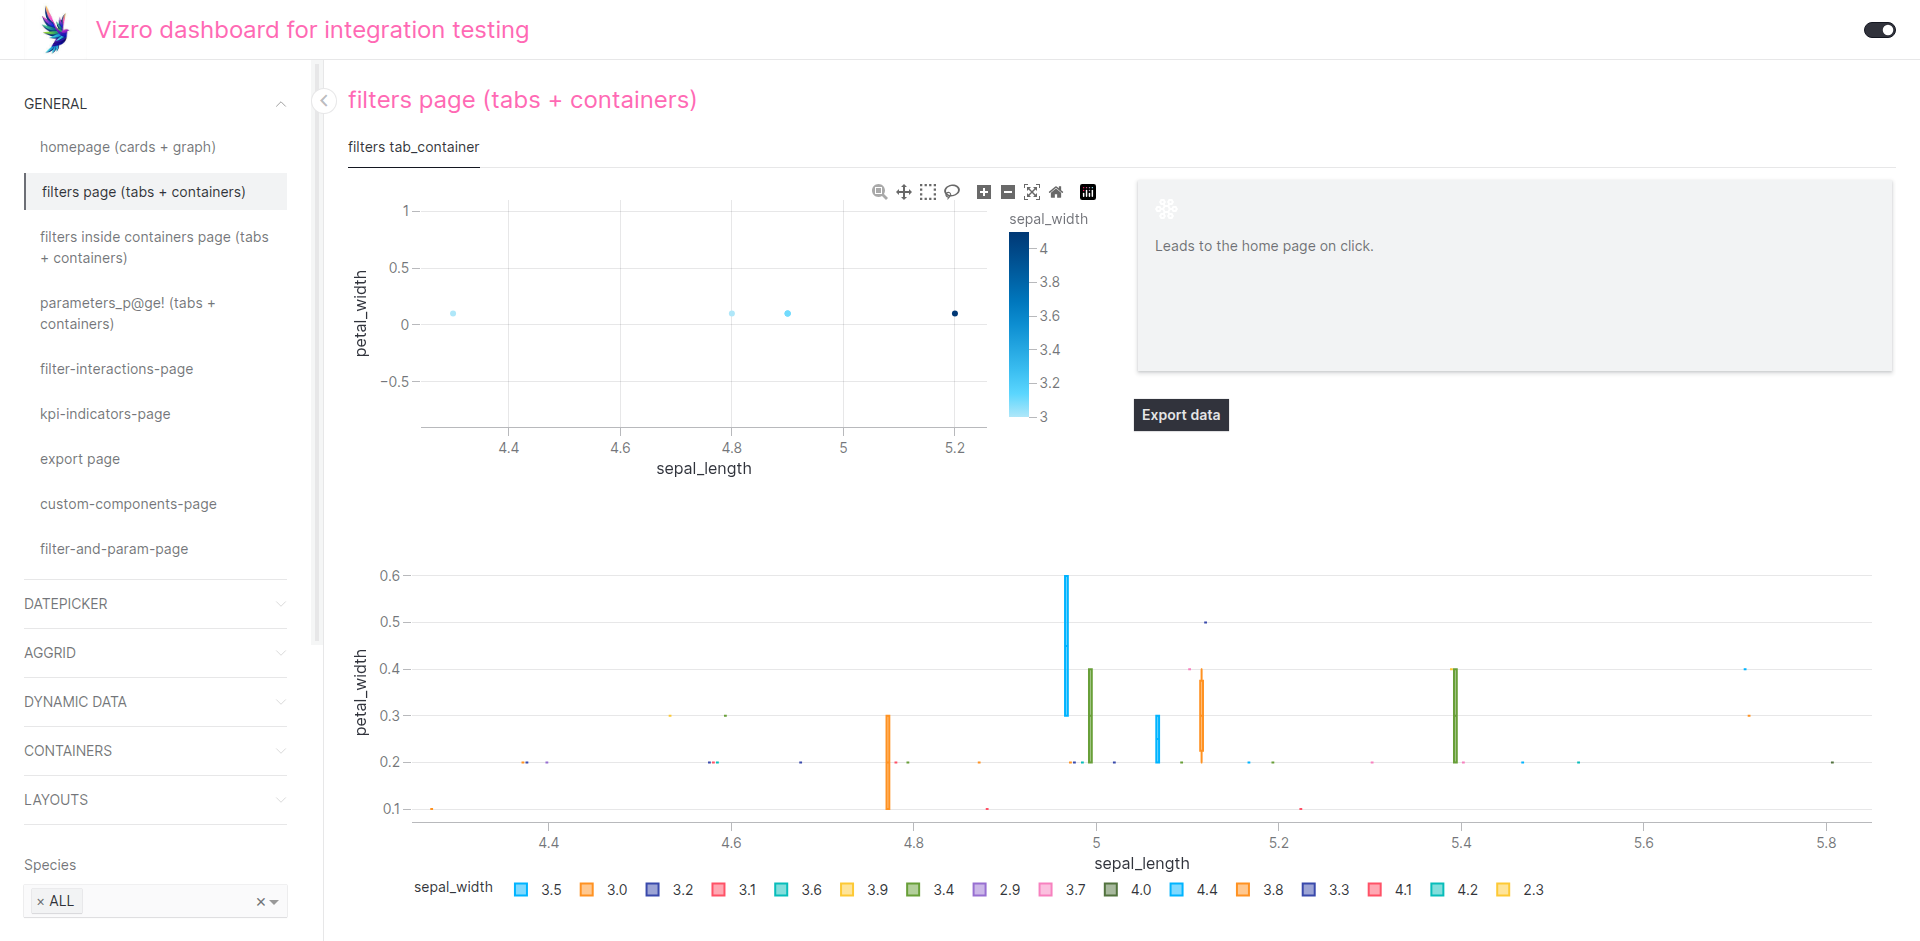 Vizro dashboard for integration testing
GENERAL
homepage (cards + graph)
filters page (tabs + containers)
filters inside containers page (tabs
+ containers)
parameters_p@ge! (tabs +
containers)
filter-interactions-page
kpi-indicators-page
export page
custom-components-page
filter-and-param-page
DATEPICKER
AGGRID
DYNAMIC DATA
CONTAINERS
LAYOUTS
Species
× ALL
filters page (tabs + containers)
filters tab_container
1
0.5
0
−0.5
petal_width
4.4 4.6 4.8 5 5.2
sepal_length
sepal_width
4
3.8
3.6
3.4
3.2
3
Leads to the home page on click.
Export data
0.6
0.5
0.4
0.3
0.2
0.1
petal_width
4.4 4.6 4.8 5 5.2 5.4 5.6 5.8
sepal_length
sepal_width 3.5 3.0 3.2 3.1 3.6 3.9 3.4 2.9 3.7 4.0 4.4 3.8 3.3 4.1 4.2 2.3